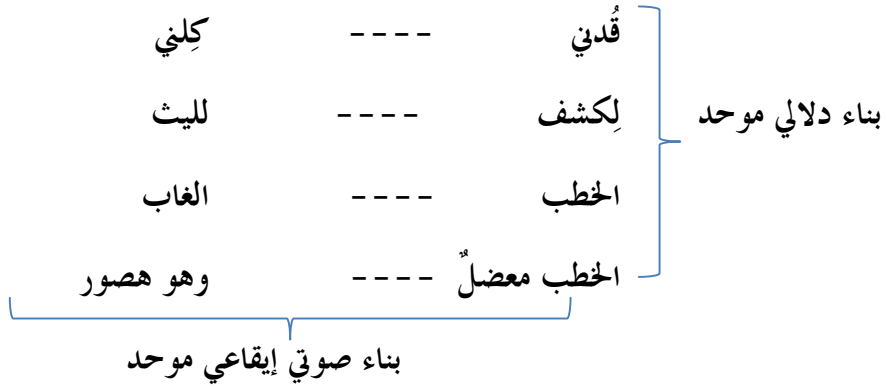 قُدني ---- كِلني
لِكشف ---- لليث
بناء دلالي موحد
الخطب ---- الغاب
الخطب معضلٌ ---- وهو هصور
بناء صوتي إيقاعي موحد